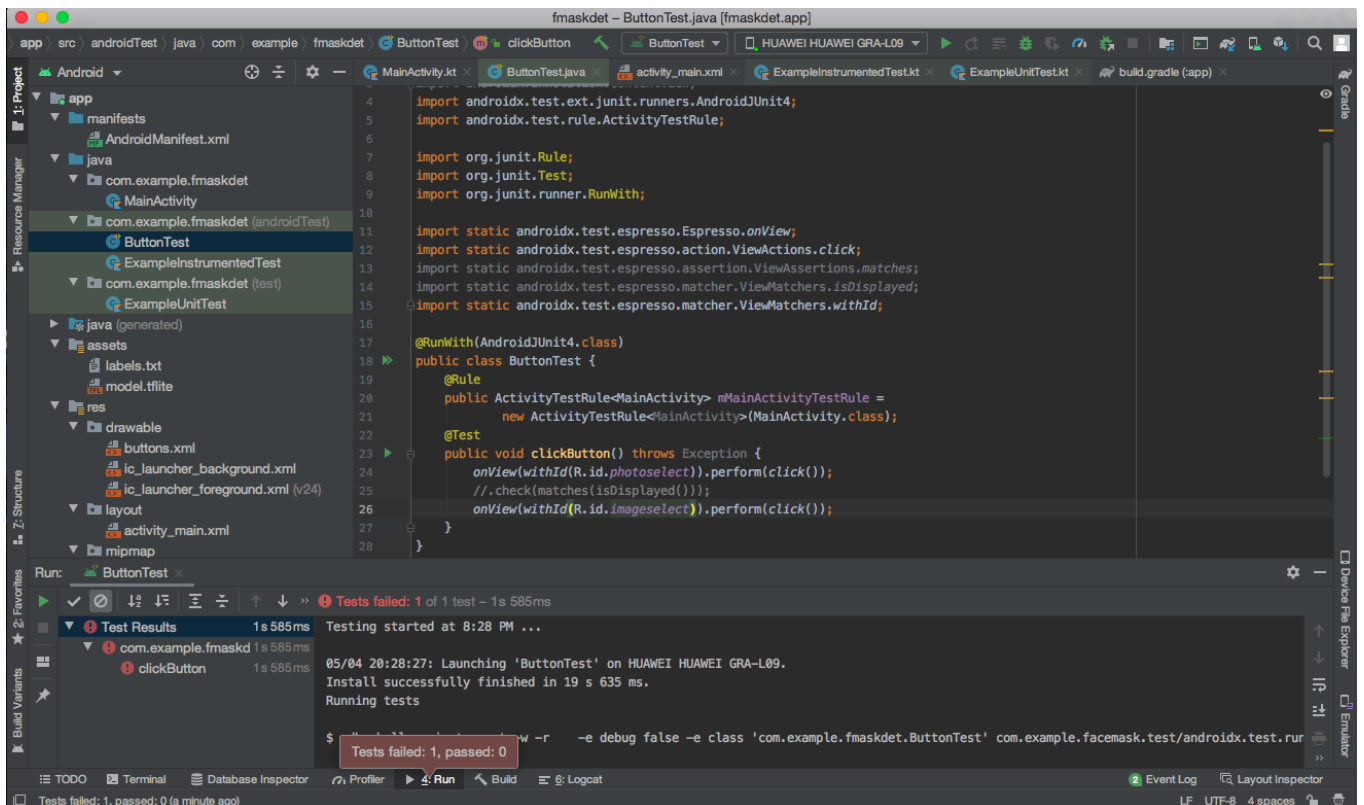 fmaskdet – ButtonTest.java [fmaskdet.app]
app src androidTest java com example fmaskdet ButtonTest clickButton ButtonTest HUAWEI HUAWEI GRA-L09
1: Project Android MainActivity.kt ButtonTest.java activity_main.xml ExampleInstrumentedTest.kt ExampleUnitTest.kt build.gradle (:app)
Resource Manager
7: Structure
2: Favorites
Build Variants
app
manifests
AndroidManifest.xml
java
com.example.fmaskdet
MainActivity
com.example.fmaskdet (androidTest)
ButtonTest
ExampleInstrumentedTest
com.example.fmaskdet (test)
ExampleUnitTest
java (generated)
assets
labels.txt
model.tflite
res
drawable
buttons.xml
ic_launcher_background.xml
ic_launcher_foreground.xml (v24)
layout
activity_main.xml
mipmap
4 import androidx.test.ext.junit.runners.AndroidJUnit4;
5 import androidx.test.rule.ActivityTestRule;
6
7 import org.junit.Rule;
8 import org.junit.Test;
9 import org.junit.runner.RunWith;
10
11 import static androidx.test.espresso.Espresso.onView;
12 import static androidx.test.espresso.action.ViewActions.click;
13 import static androidx.test.espresso.assertion.ViewAssertions.matches;
14 import static androidx.test.espresso.matcher.ViewMatchers.isDisplayed;
15 import static androidx.test.espresso.matcher.ViewMatchers.withId;
16
17 @RunWith(AndroidJUnit4.class)
18 public class ButtonTest {
19 @Rule
20 public ActivityTestRule<MainActivity> mMainActivityTestRule =
21 new ActivityTestRule<MainActivity>(MainActivity.class);
22 @Test
23 public void clickButton() throws Exception {
24 onView(withId(R.id.photoselect)).perform(click());
25 //.check(matches(isDisplayed()));
26 onView(withId(R.id.imageselect)).perform(click());
27 }
28 }
Gradle
Device File Explorer
Emulator
Run: ButtonTest
Tests failed: 1 of 1 test – 1s 585ms
Test Results 1s 585ms
com.example.fmaskd 1s 585ms
clickButton 1s 585ms
Testing started at 8:28 PM ...
05/04 20:28:27: Launching 'ButtonTest' on HUAWEI HUAWEI GRA-L09.
Install successfully finished in 19 s 635 ms.
Running tests
$ -w -r -e debug false -e class 'com.example.fmaskdet.ButtonTest' com.example.facemask.test/androidx.test.run
Tests failed: 1, passed: 0
TODO Terminal Database Inspector Profiler 4: Run Build 6: Logcat 2 Event Log Layout Inspector
Tests failed: 1, passed: 0 (a minute ago) LF UTF-8 4 spaces